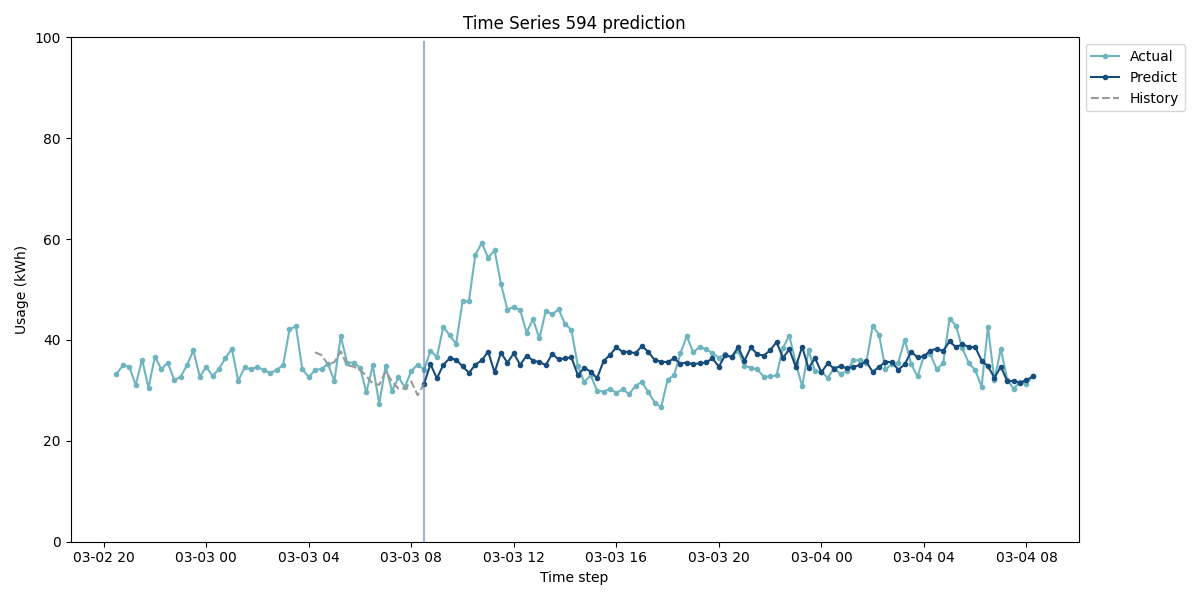 Time Series 594 prediction
Usage (kWh)
100
80
60
40
20
0
03-02 20
03-03 00
03-03 04
03-03 08
03-03 12
03-03 16
03-03 20
03-04 00
03-04 04
03-04 08
Time step
Actual
Predict
History